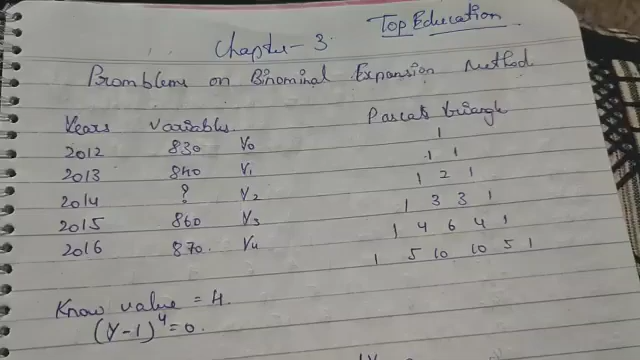 Top Education
Chapter-3
Promblems on Binominal Expansion Method
Years Variables Pascals triangle
2012 830 Y0 1
2013 840 Y1 1 1
2014 ? Y2 1 2 1
2015 860 Y3 1 3 3 1
2016 870 Y4 1 4 6 4 1
1 5 10 10 5 1
Know value = 4
(Y-1)⁴=0.